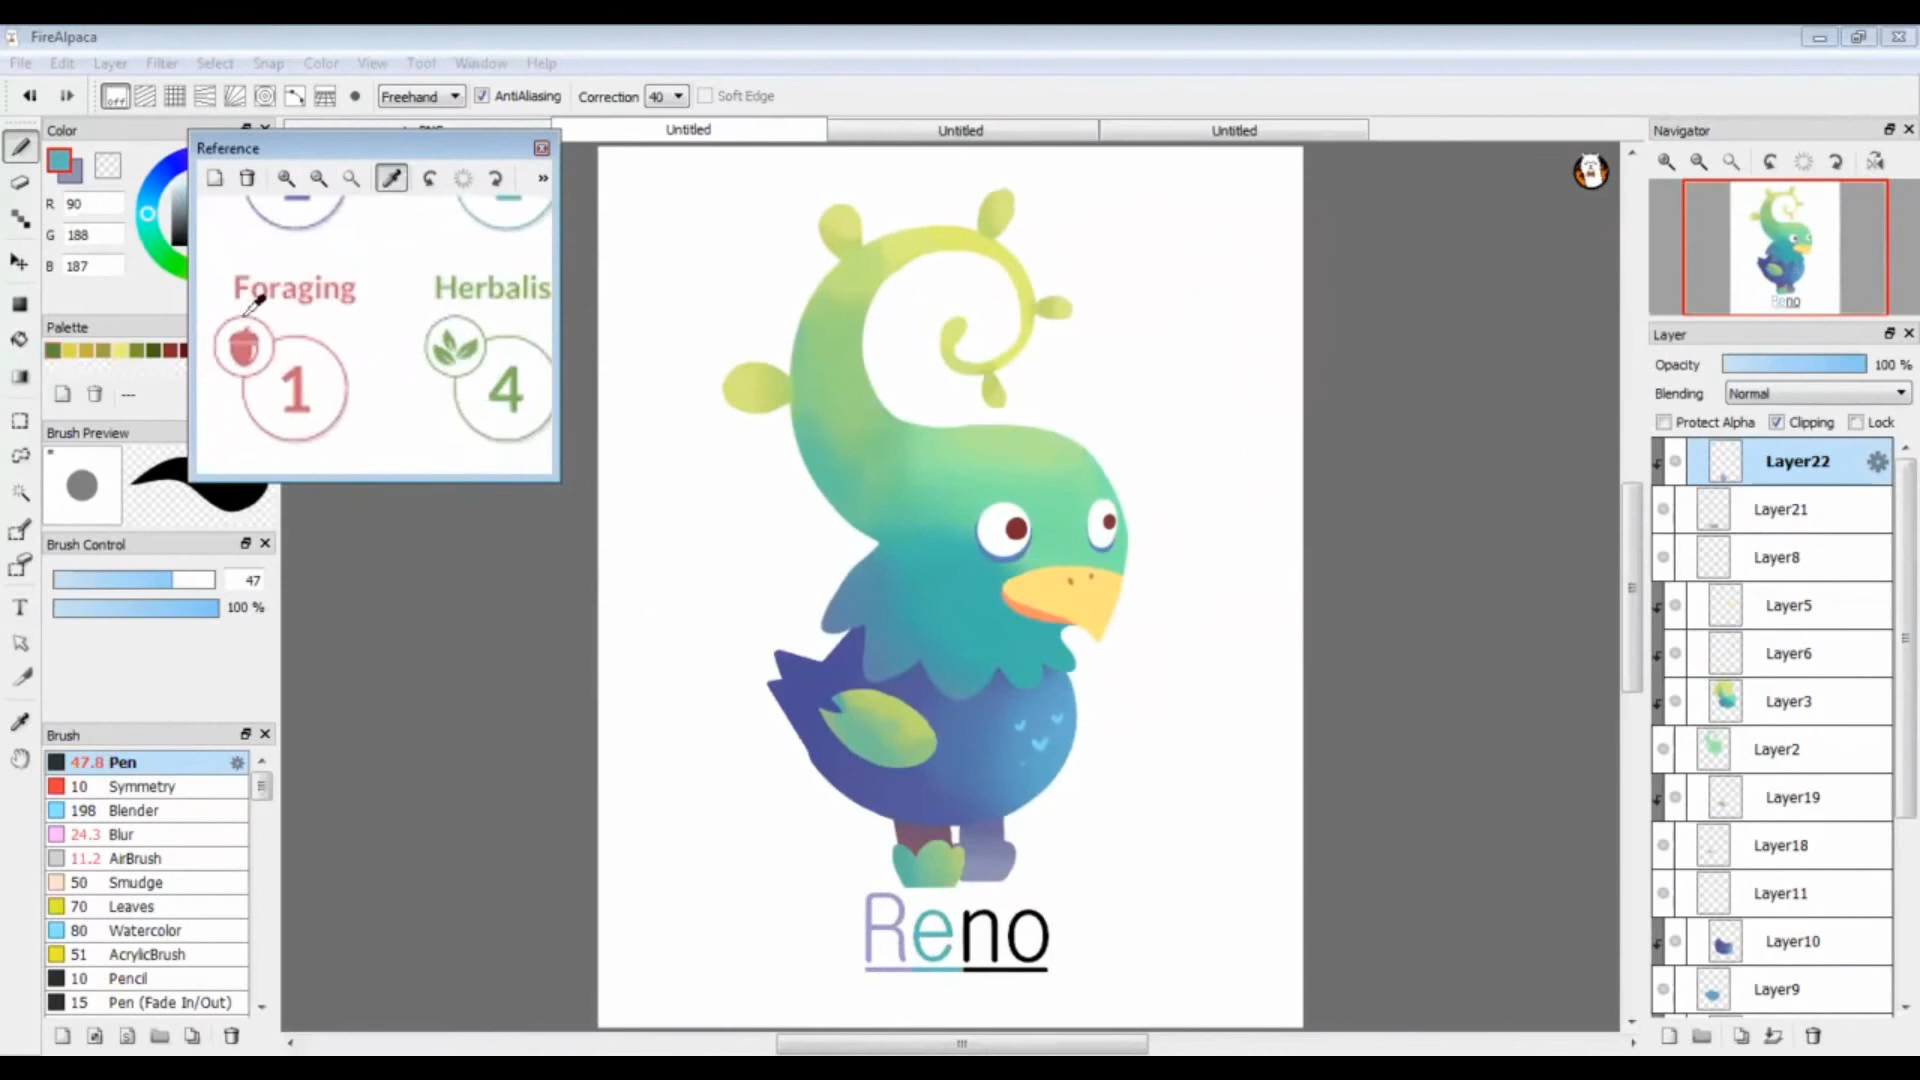 FireAlpaca
File Edit Layer Filter Select Snap Color View Tool Window Help
off Freehand AntiAliasing Correction 40 Soft Edge
Color
Untitled Untitled Untitled
Navigator
Reference
R 90
G 188
B 187
Foraging Herbalis
1 4
Palette
---
Brush Preview
Brush Control
47
100 %
Brush
47.8 Pen
10 Symmetry
198 Blender
24.3 Blur
11.2 AirBrush
50 Smudge
70 Leaves
80 Watercolor
51 AcrylicBrush
10 Pencil
15 Pen (Fade In/Out)
Reno
Reno
Layer
Opacity 100 %
Blending Normal
Protect Alpha Clipping Lock
Layer22
Layer21
Layer8
Layer5
Layer6
Layer3
Layer2
Layer19
Layer18
Layer11
Layer10
Layer9